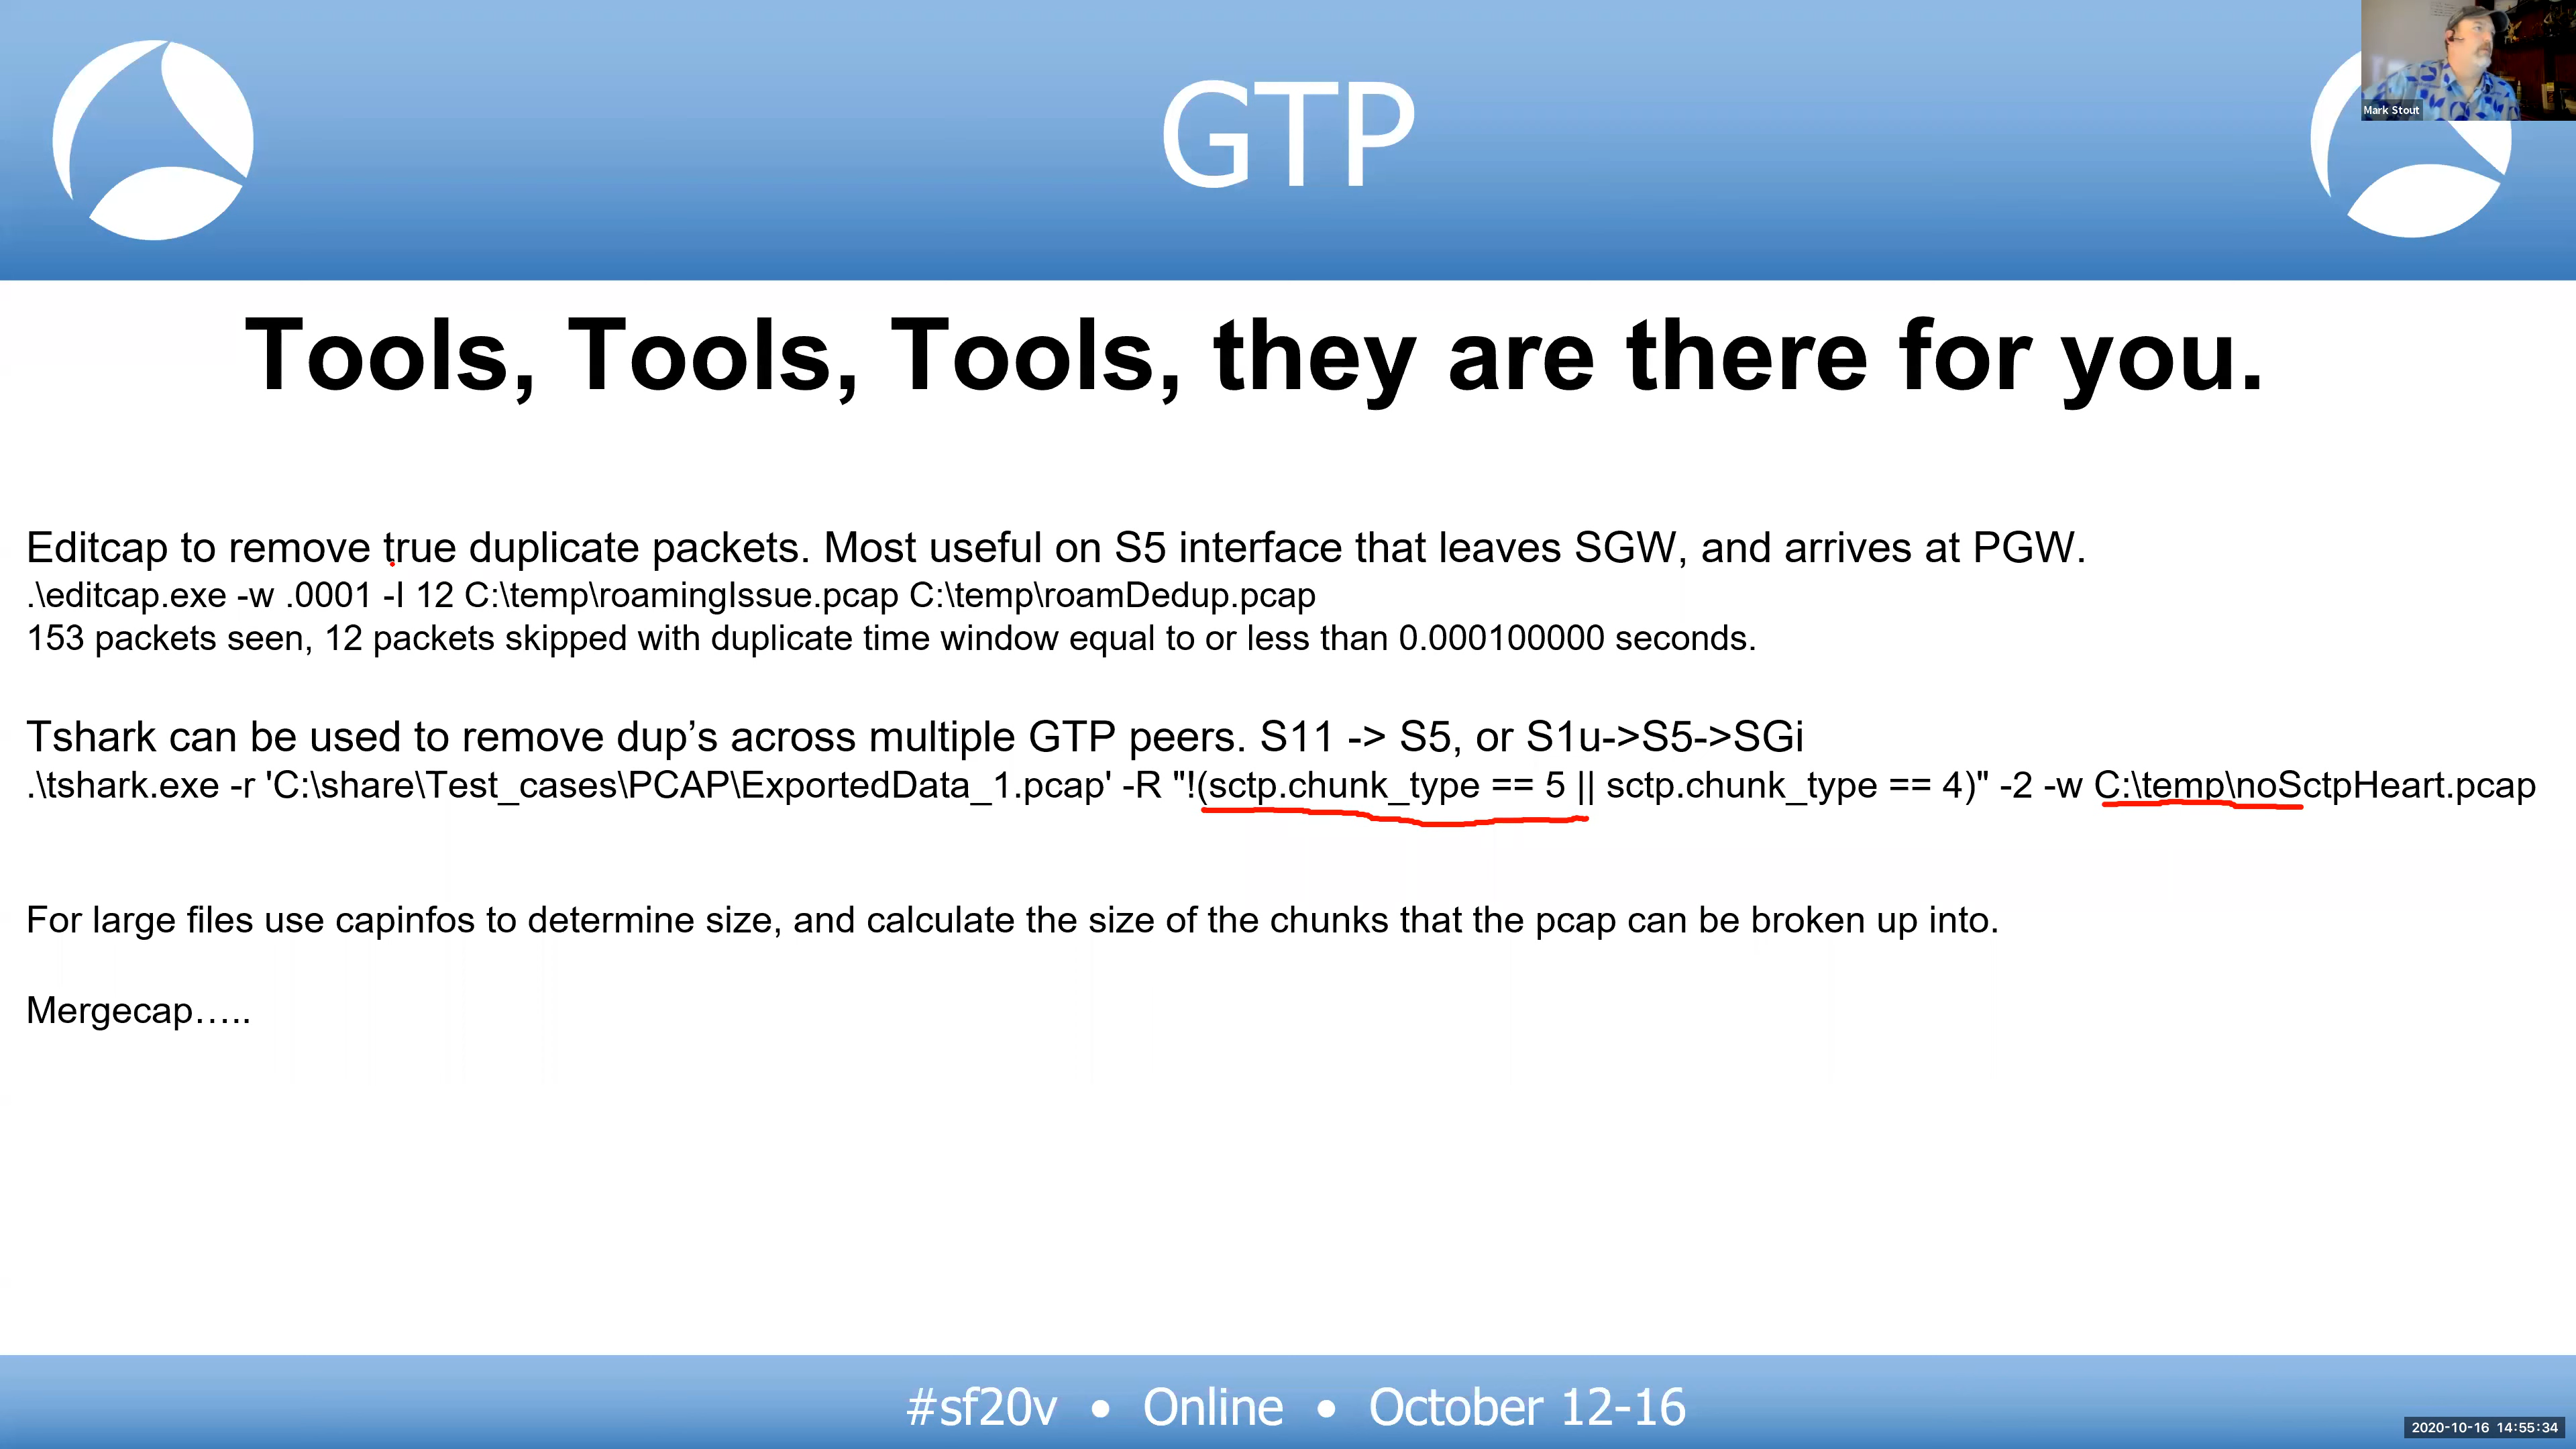 GTP
Mark Stout
Tools, Tools, Tools, they are there for you.
Editcap to remove true duplicate packets. Most useful on S5 interface that leaves SGW, and arrives at PGW.
.\editcap.exe -w .0001 -I 12 C:\temp\roamingIssue.pcap C:\temp\roamDedup.pcap
153 packets seen, 12 packets skipped with duplicate time window equal to or less than 0.000100000 seconds.
Tshark can be used to remove dup’s across multiple GTP peers. S11 -> S5, or S1u->S5->SGi
.\tshark.exe -r 'C:\share\Test_cases\PCAP\ExportedData_1.pcap' -R "!(sctp.chunk_type == 5 || sctp.chunk_type == 4)" -2 -w C:\temp\noSctpHeart.pcap
For large files use capinfos to determine size, and calculate the size of the chunks that the pcap can be broken up into.
Mergecap…..
#sf20v • Online • October 12-16
2020-10-16 14:55:34